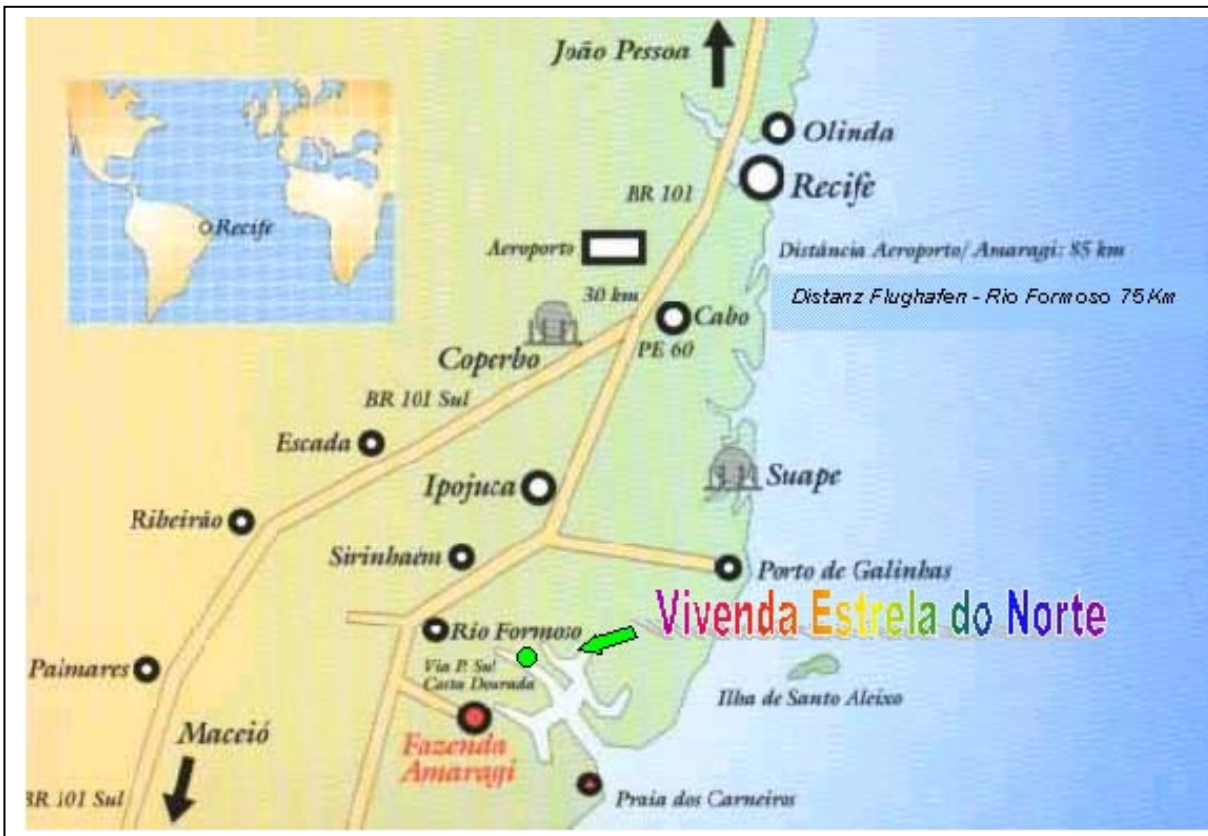 João Pessoa
Olinda
Recife
BR 101
Recife
Aeroporto
Distância Aeroporto/ Amaragi: 85 km
30 km
Distanz Flughafen - Rio Formoso 75 Km
Cabo
PE 60
Coperbo
BR 101 Sul
Escada
Ipojuca
Suape
Ribeirão
Sirinhaém
Porto de Galinhas
Vivenda Estrela do Norte
Rio Formoso
Via P. Sul
Costa Dourada
Palmares
Ilha de Santo Aleixo
Maceió
Fazenda
Amaragi
BR 101 Sul
Praia dos Carneiros